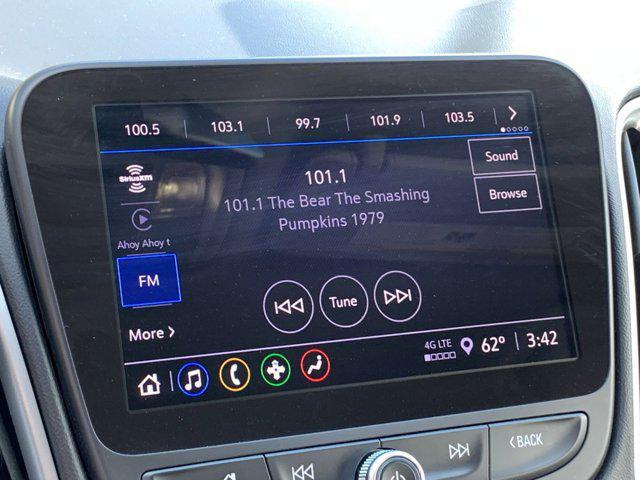 100.5 103.1 99.7 101.9 103.5
SiriusXM
101.1
Sound
101.1 The Bear The Smashing
Pumpkins 1979
Browse
Ahoy Ahoy t
FM
Tune
More
4G LTE
62° 3:42
BACK